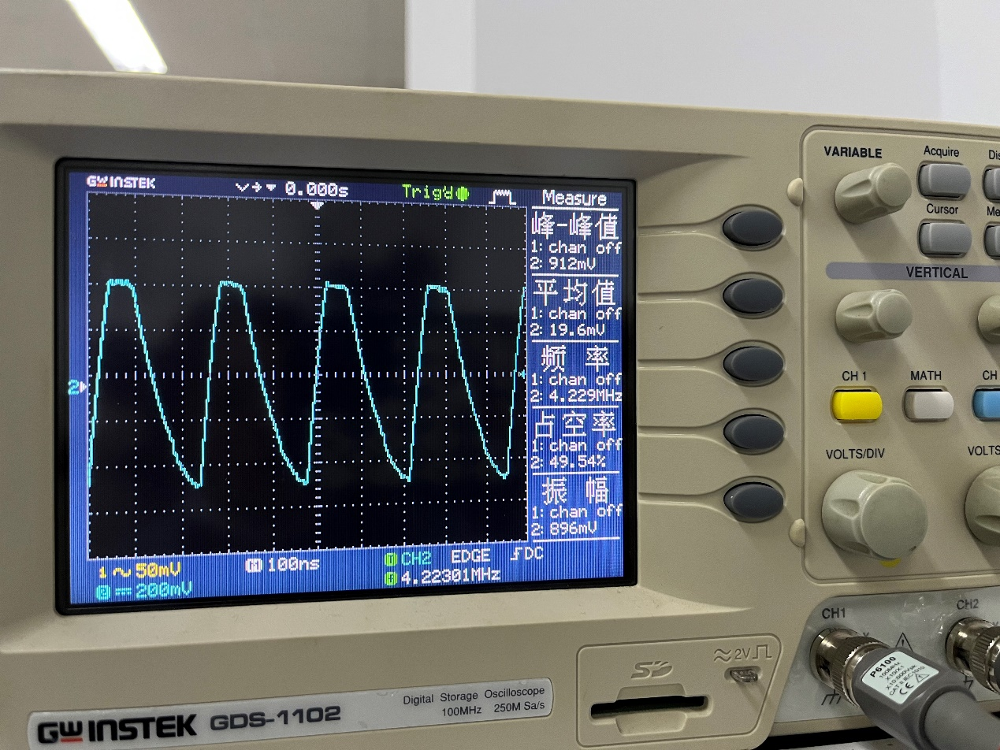 GW INSTEK
0.000s
Trig'd
Measure
峰-峰值
1: chan off
2: 912mV
平均值
1: chan off
2: 19.6mV
频 率
1: chan off
2: 4.229MHz
占空率
1: chan off
2: 49.54%
振 幅
1: chan off
2: 896mV
2
1 50mV
2 200mV
M 100ns
T CH2 EDGE DC
4.22301MHz
VARIABLE
Acquire
Cursor
VERTICAL
CH 1
MATH
CH
VOLTS/DIV
VOLTS
CH1
CH2
2V
SD
P6100
100MHz
GW INSTEK GDS-1102
Digital Storage Oscilloscope
100MHz 250M Sa/s